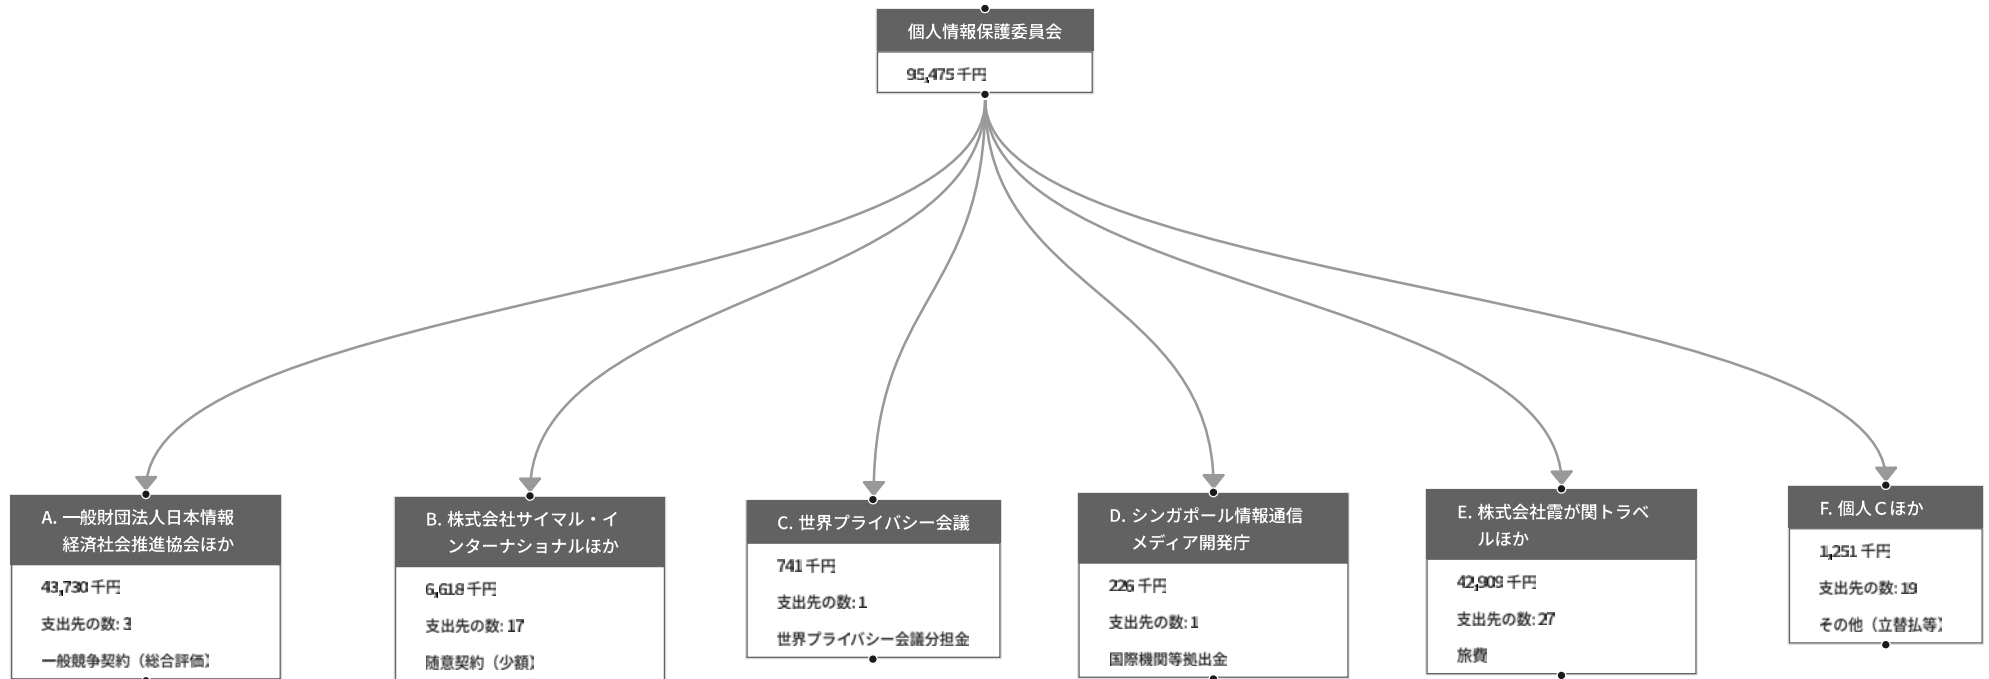 個人情報保護委員会
95,475 千円
A. 一般財団法人日本情報
経済社会推進協会ほか
43,730 千円
支出先の数: 3
一般競争契約（総合評価）
B. 株式会社サイマル・イ
ンターナショナルほか
6,618 千円
支出先の数: 17
随意契約（少額）
C. 世界プライバシー会議
741 千円
支出先の数: 1
世界プライバシー会議分担金
D. シンガポール情報通信
メディア開発庁
226 千円
支出先の数: 1
国際機関等拠出金
E. 株式会社霞が関トラベ
ルほか
42,909 千円
支出先の数: 27
旅費
F. 個人Ｃほか
1,251 千円
支出先の数: 19
その他（立替払等）